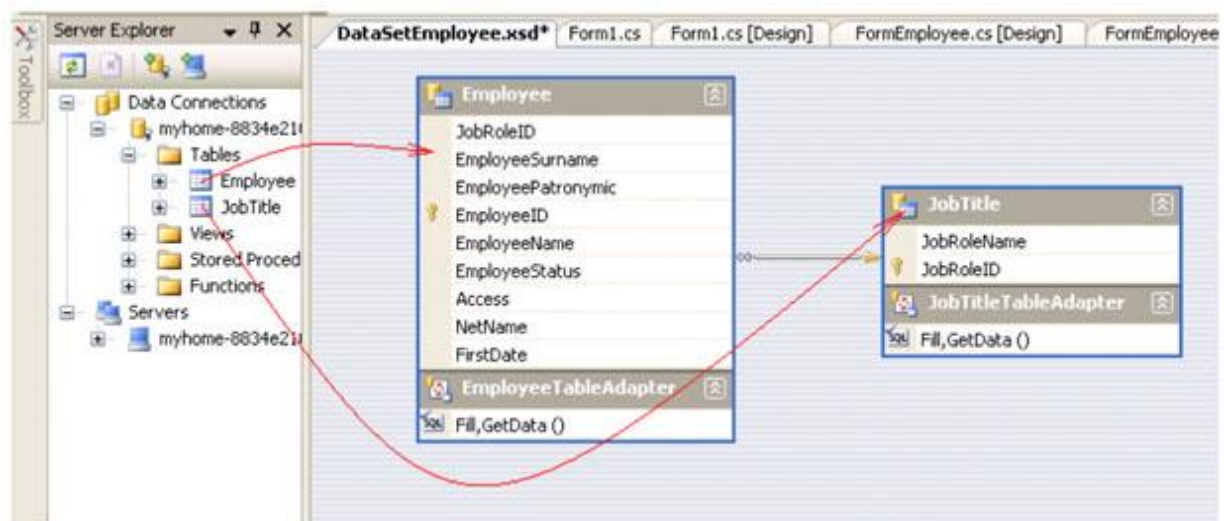 Server Explorer
DataSetEmployee.xsd*
Form1.cs
Form1.cs [Design]
FormEmployee.cs [Design]
FormEmployee
Toolbox
Data Connections
myhome-8834e21
Tables
Employee
JobTitle
Views
Stored Proced
Functions
Servers
myhome-8834e21
Employee
JobRoleID
EmployeeSurname
EmployeePatronymic
EmployeeID
EmployeeName
EmployeeStatus
Access
NetName
FirstDate
EmployeeTableAdapter
SQL Fill,GetData ()
JobTitle
JobRoleName
JobRoleID
JobTitleTableAdapter
SQL Fill,GetData ()